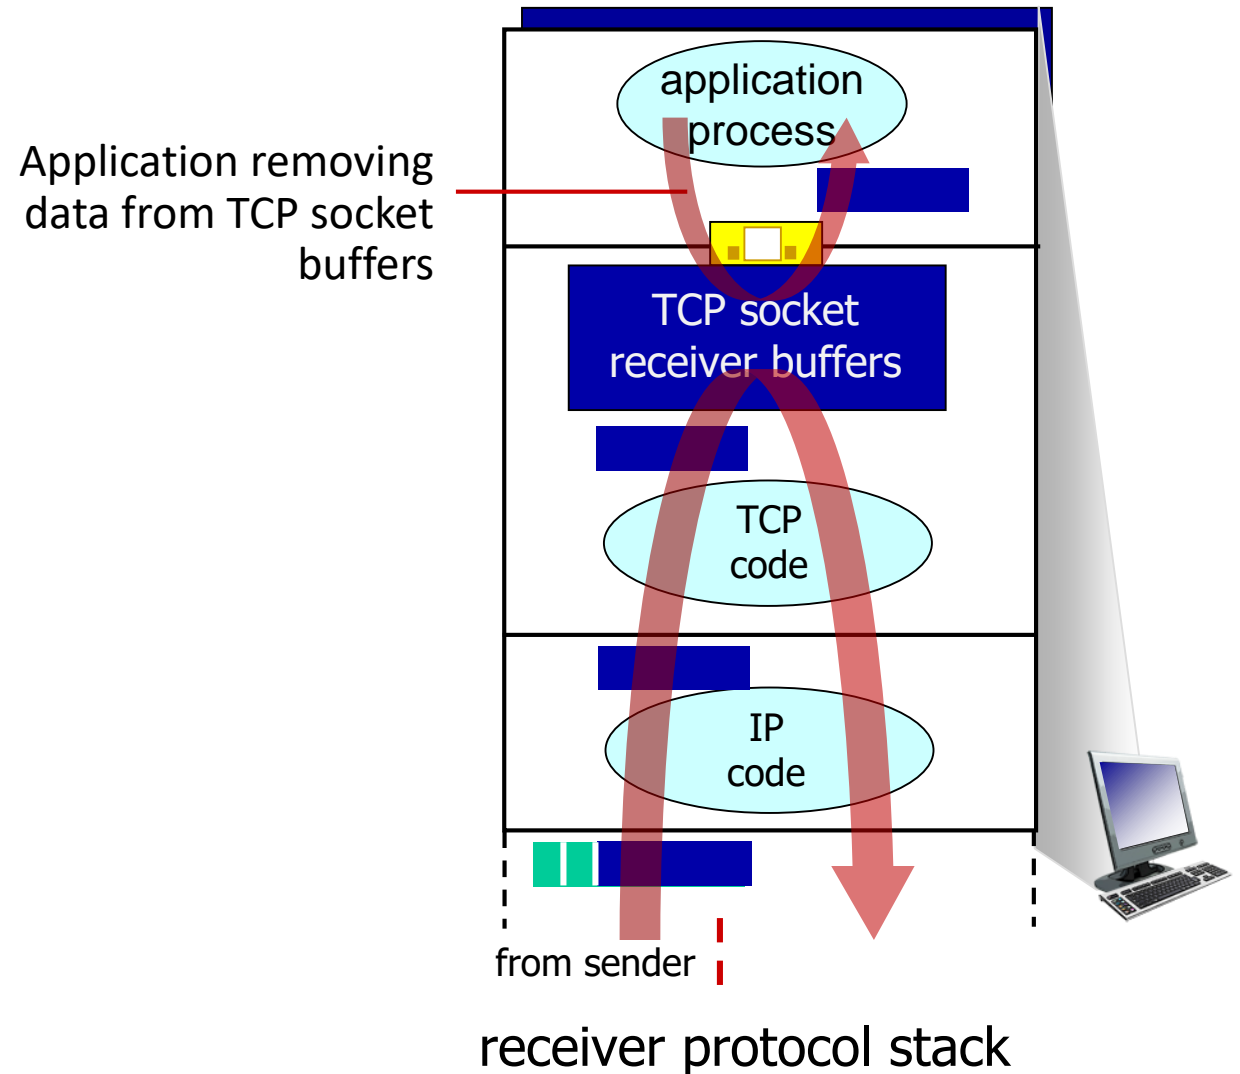 application
process
Application removing
data from TCP socket
buffers
TCP socket
receiver buffers
TCP
code
IP
code
from sender
receiver protocol stack